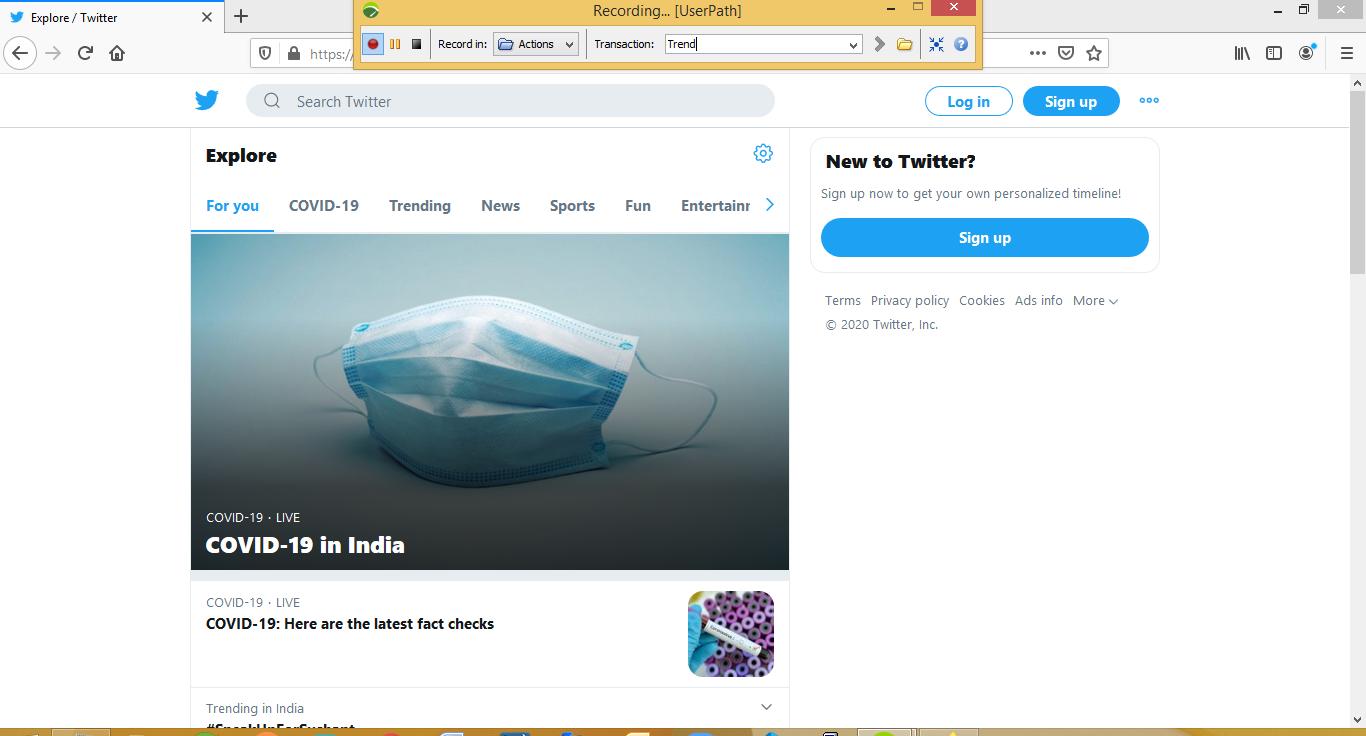 Explore / Twitter
Recording... [UserPath]
Record in: Actions Transaction: Trend
https:/
Search Twitter
Log in Sign up
Explore
For you COVID-19 Trending News Sports Fun Entertainr
COVID-19 · LIVE
COVID-19 in India
COVID-19 · LIVE
COVID-19: Here are the latest fact checks
Trending in India
#SpeakUpForSushant
New to Twitter?
Sign up now to get your own personalized timeline!
Sign up
Terms Privacy policy Cookies Ads info More
© 2020 Twitter, Inc.